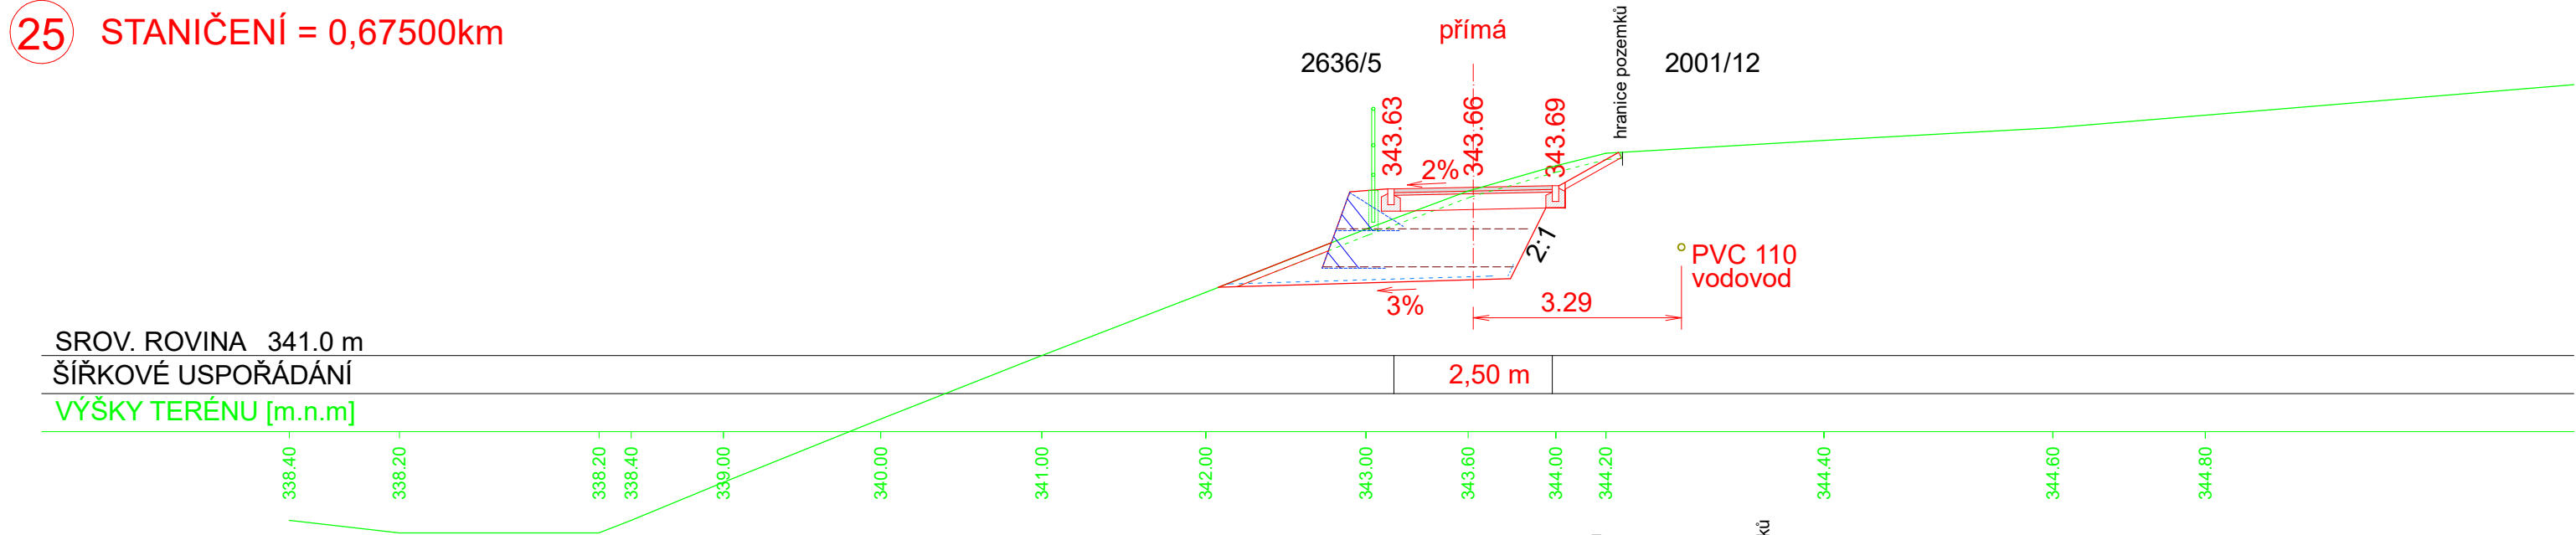 25 STANIČENÍ = 0,67500km
přímá
hranice pozemků
2636/5
2001/12
343.63
343.66
343.69
2%
2:1
PVC 110
vodovod
3%
3.29
SROV. ROVINA 341.0 m
ŠÍŘKOVÉ USPOŘÁDÁNÍ
2,50 m
VÝŠKY TERÉNU [m.n.m]
338.40
338.20
338.20
338.40
339.00
340.00
341.00
342.00
343.00
343.60
344.00
344.20
344.40
344.60
344.80